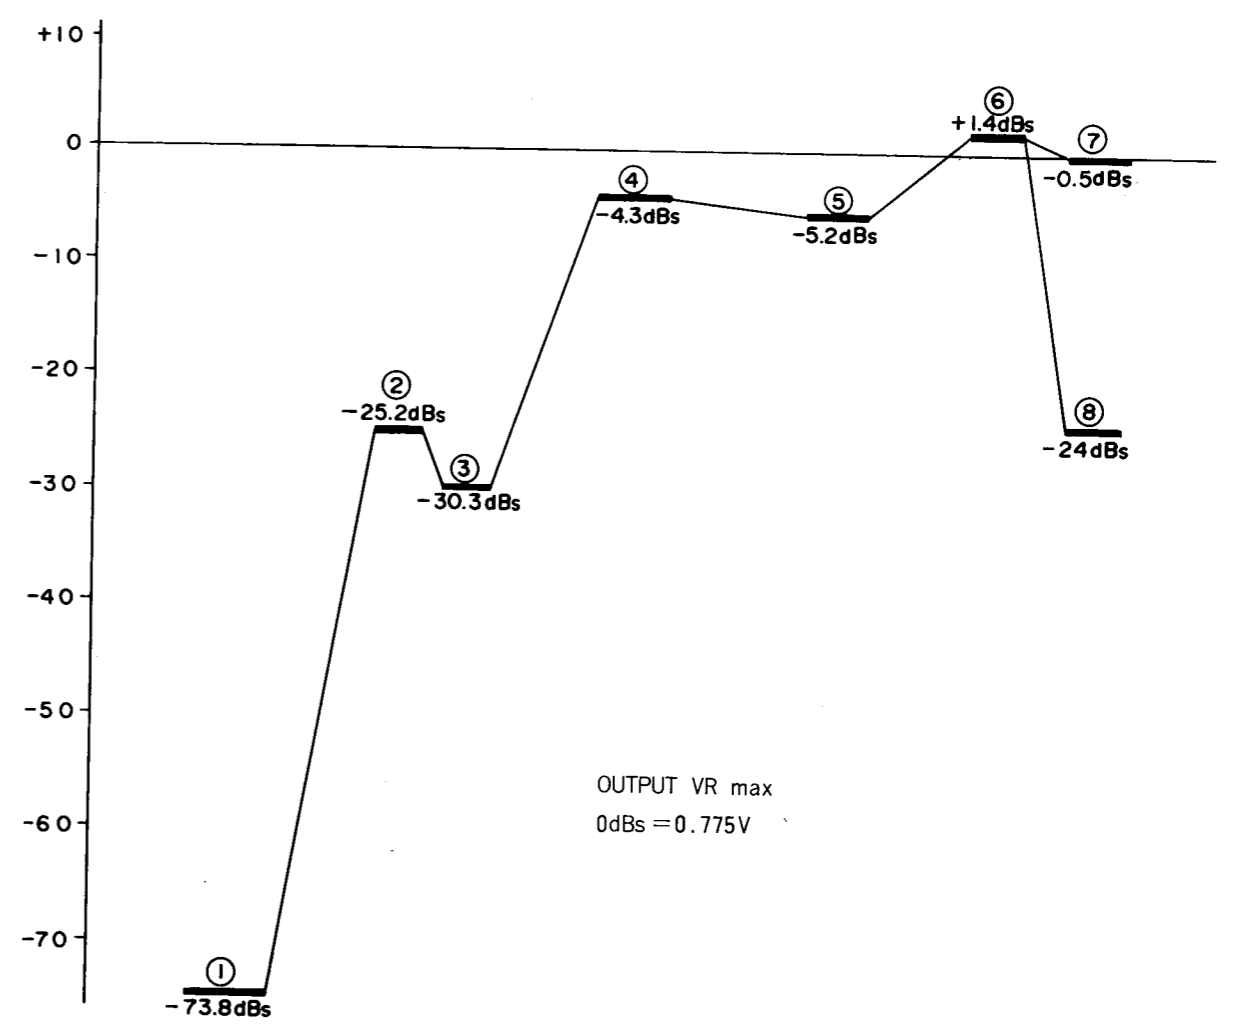 +10
0
-10
-20
-30
-40
-50
-60
-70
①
-73.8dBs
②
-25.2dBs
③
-30.3dBs
④
-4.3dBs
⑤
-5.2dBs
⑥
+1.4dBs
⑦
-0.5dBs
⑧
-24dBs
OUTPUT VR max
0dBs=0.775V